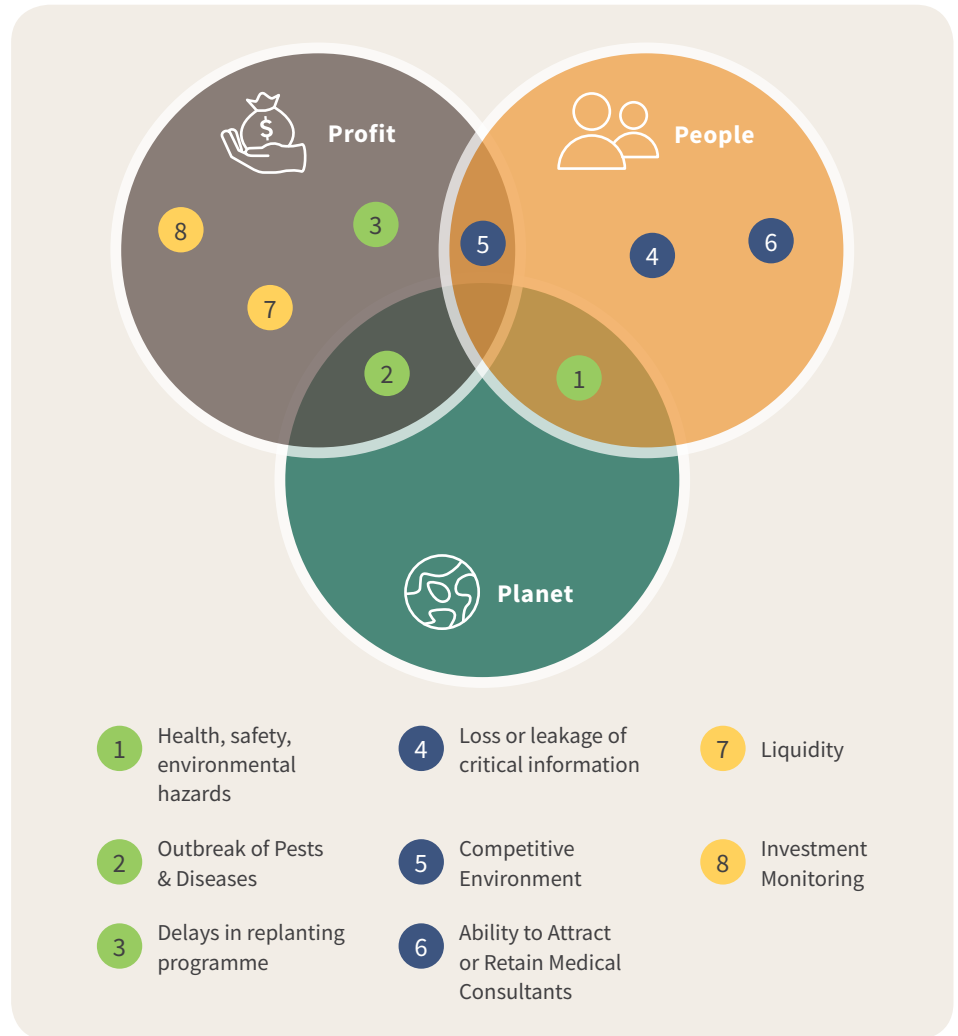 $
Profit
People
8
3
5
4
6
7
2
1
Planet
1
Health, safety,
environmental
hazards
4
Loss or leakage of
critical information
7
Liquidity
2
Outbreak of Pests
& Diseases
5
Competitive
Environment
8
Investment
Monitoring
3
Delays in replanting
programme
6
Ability to Attract
or Retain Medical
Consultants